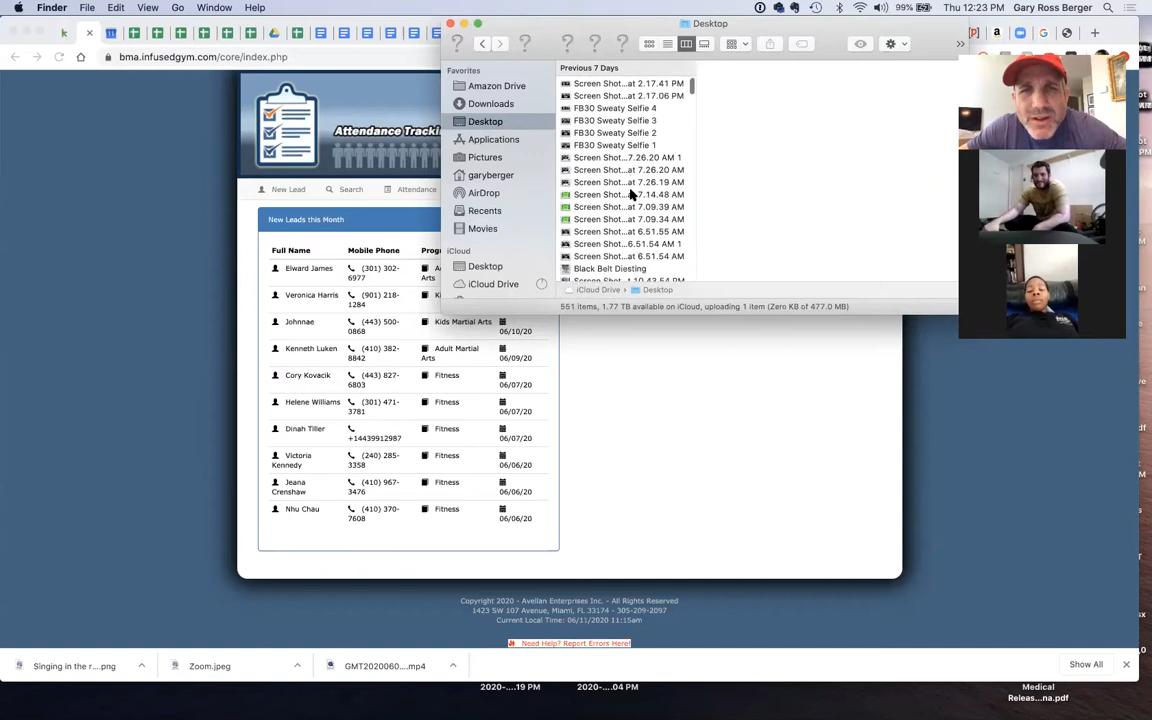 Finder File Edit View Go Window Help
99% Thu 12:23 PM Gary Ross Berger
Desktop
bma.infusedgym.com/core/index.php
Attendance Track
New Lead Search Attendance
New Leads this Month
Name Mobile Phone Prog
Elward James (301) 302-6977 Ad Arts
Veronica Harris (901) 218-1284 Kid Arts
Johnnae (443) 500-0868 Kids Martial Arts 06/10/20
Kenneth Luken (410) 382-8842 Adult Martial Arts 06/09/20
Cory Kovacik (443) 827-6803 Fitness 06/07/20
Helene Williams (301) 471-3781 Fitness 06/07/20
Dinah Tiller +14439912987 Fitness 06/07/20
Victoria Kennedy (240) 285-3358 Fitness 06/06/20
Jeana Crenshaw (410) 967-3476 Fitness 06/06/20
Nhu Chau (410) 370-7608 Fitness 06/06/20
Favorites
Amazon Drive
Downloads
Desktop
Applications
Pictures
garyberger
AirDrop
Recents
Movies
iCloud
Desktop
iCloud Drive
Previous 7 Days
Screen Shot...at 2.17.41 PM
Screen Shot...at 2.17.06 PM
FB30 Sweaty Selfie 4
FB30 Sweaty Selfie 3
FB30 Sweaty Selfie 2
FB30 Sweaty Selfie 1
Screen Shot...7.26.20 AM 1
Screen Shot...at 7.26.20 AM
Screen Shot...at 7.26.19 AM
Screen Shot...at 7.14.48 AM
Screen Shot...at 7.09.39 AM
Screen Shot...at 7.09.34 AM
Screen Shot...at 6.51.55 AM
Screen Shot...6.51.54 AM 1
Screen Shot...at 6.51.54 AM
Black Belt Diesting
iCloud Drive › Desktop
551 items, 1.77 TB available on iCloud, uploading 1 item (Zero KB of 477.0 MB)
Copyright 2020 - Avellan Enterprises Inc. - All Rights Reserved
1423 SW 107 Avenue, Miami, FL 33174 - 305-209-2097
Current Local Time: 06/11/2020 11:15am
Need Help? Report Errors Here!
Singing in the r....png Zoom.jpeg GMT2020060....mp4 Show All
2020-....19 PM 2020-....04 PM
Medical
Releas...na.pdf